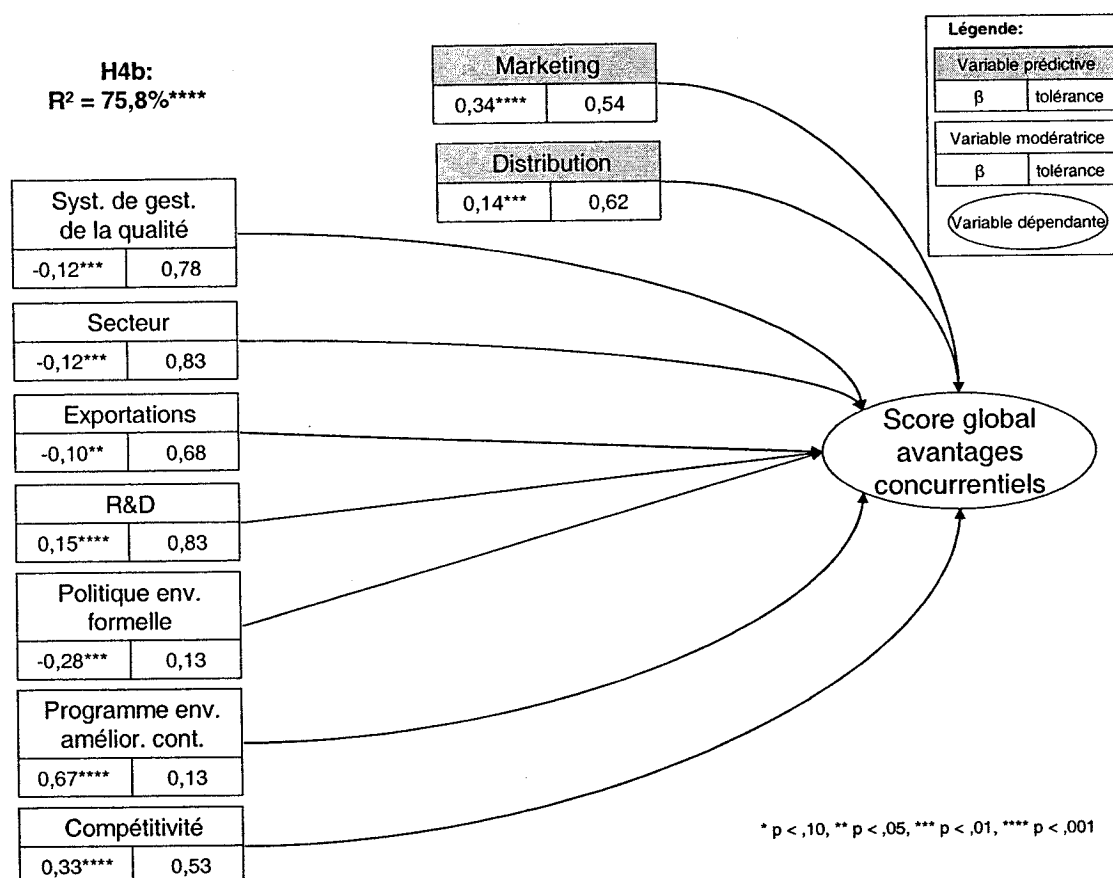 H4b:
R² = 75,8%****
Marketing
0,34**** 0,54
Distribution
0,14*** 0,62
Légende:
Variable prédictive
β tolérance
Variable modératrice
β tolérance
Variable dépendante
Syst. de gest.
de la qualité
-0,12*** 0,78
Secteur
-0,12*** 0,83
Exportations
-0,10** 0,68
R&D
0,15**** 0,83
Politique env.
formelle
-0,28*** 0,13
Programme env.
amélior. cont.
0,67**** 0,13
Compétitivité
0,33**** 0,53
Score global
avantages
concurrentiels
* p < ,10, ** p < ,05, *** p < ,01, **** p < ,001